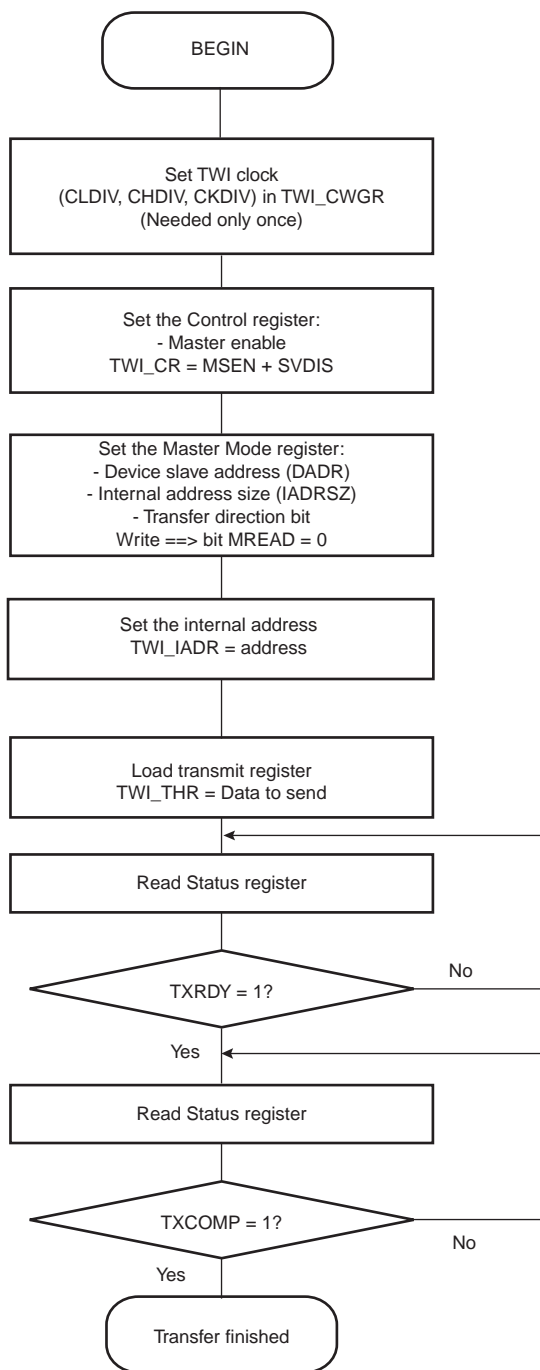 BEGIN
Set TWI clock
(CLDIV, CHDIV, CKDIV) in TWI_CWGR
(Needed only once)
Set the Control register:
- Master enable
TWI_CR = MSEN + SVDIS
Set the Master Mode register:
- Device slave address (DADR)
- Internal address size (IADRSZ)
- Transfer direction bit
Write ==> bit MREAD = 0
Set the internal address
TWI_IADR = address
Load transmit register
TWI_THR = Data to send
Read Status register
No
TXRDY = 1?
Yes
Read Status register
TXCOMP = 1?
No
Yes
Transfer finished